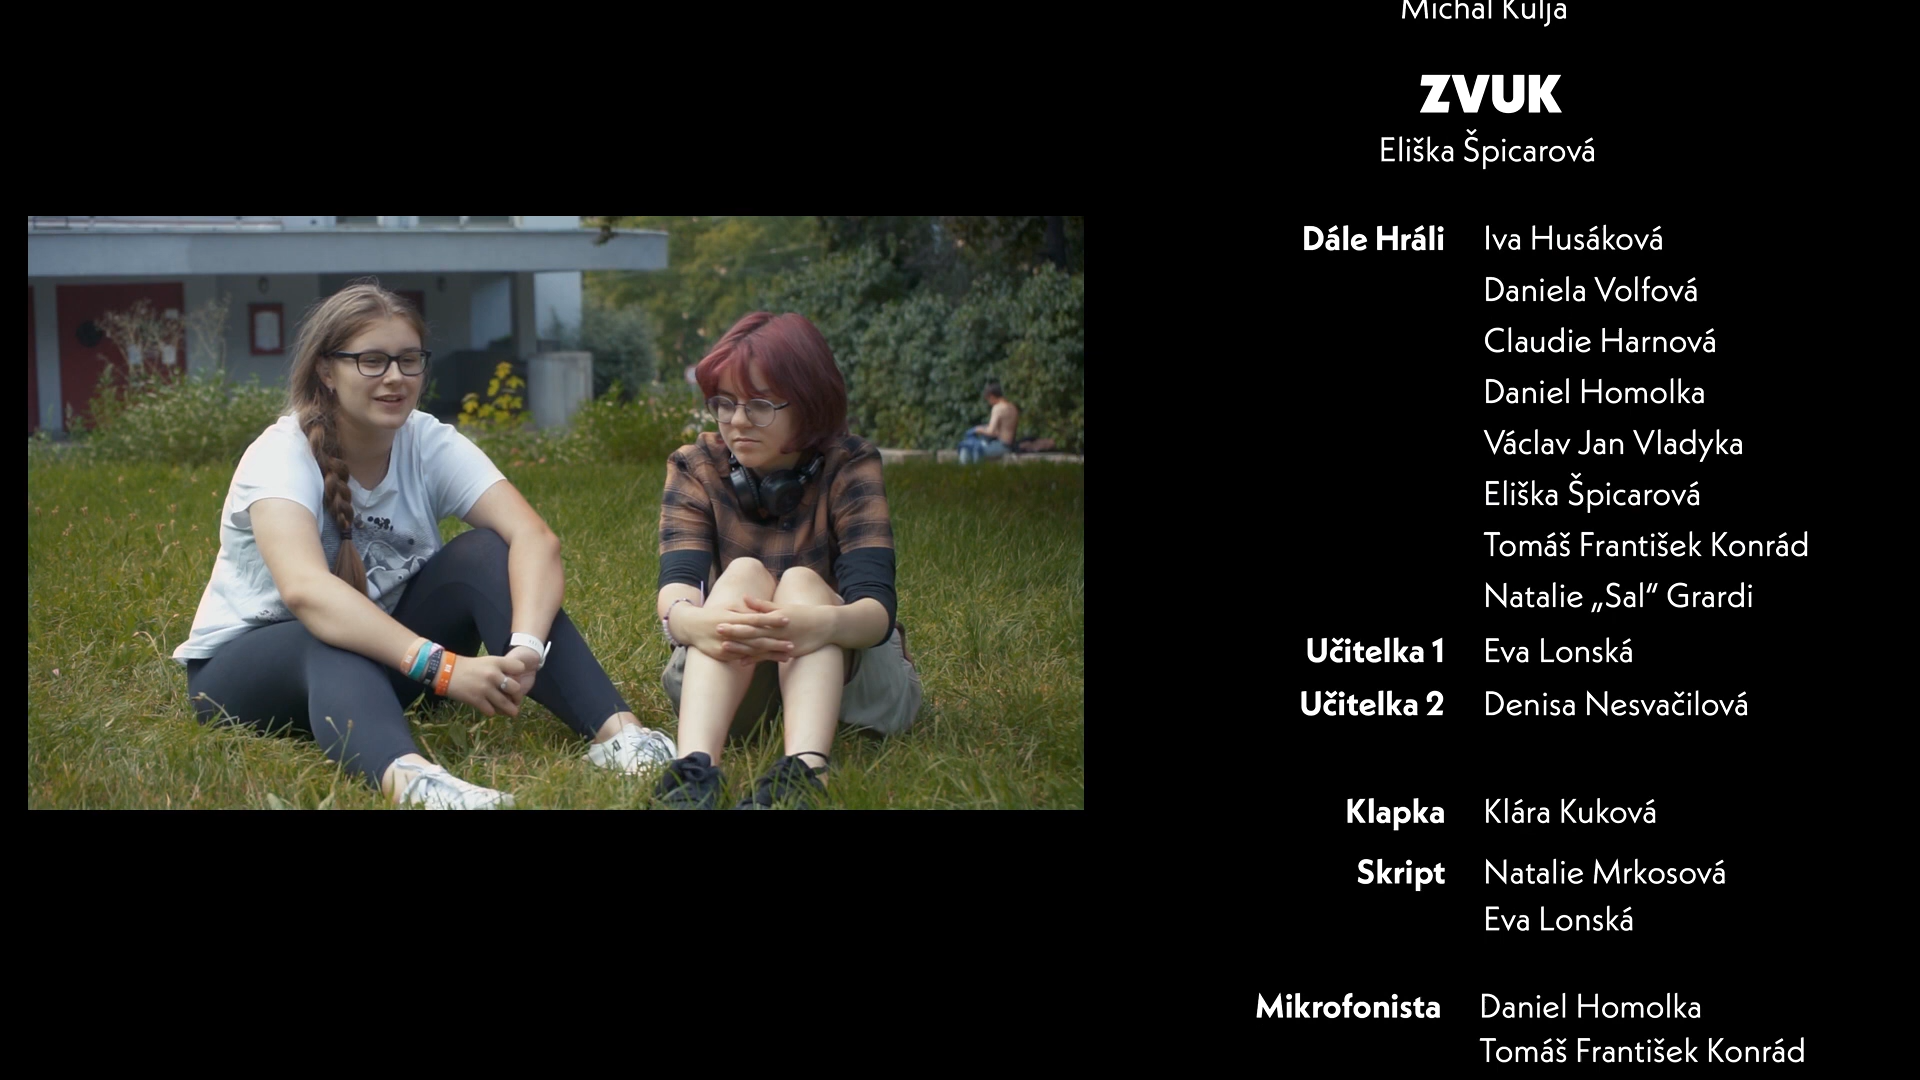 Michal Kulja
ZVUK
Eliška Špicarová
Dále Hráli Iva Husáková
Daniela Volfová
Claudie Harnová
Daniel Homolka
Václav Jan Vladyka
Eliška Špicarová
Tomáš František Konrád
Natalie „Sal“ Grardi
Učitelka 1 Eva Lonská
Učitelka 2 Denisa Nesvačilová
Klapka Klára Kuková
Skript Natalie Mrkosová
Eva Lonská
Mikrofonista Daniel Homolka
Tomáš František Konrád